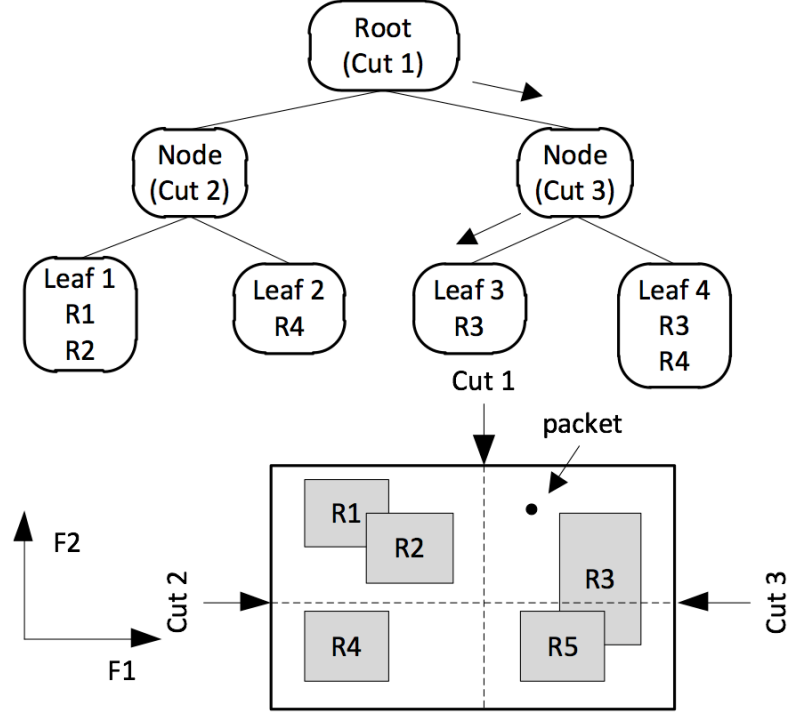 Root
(Cut 1)
Node
(Cut 2)
Node
(Cut 3)
Leaf 1
R1
R2
Leaf 2
R4
Leaf 3
R3
Leaf 4
R3
R4
Cut 1
packet
F2
F1
Cut 2
R1
R2
R3
R4
R5
Cut 3